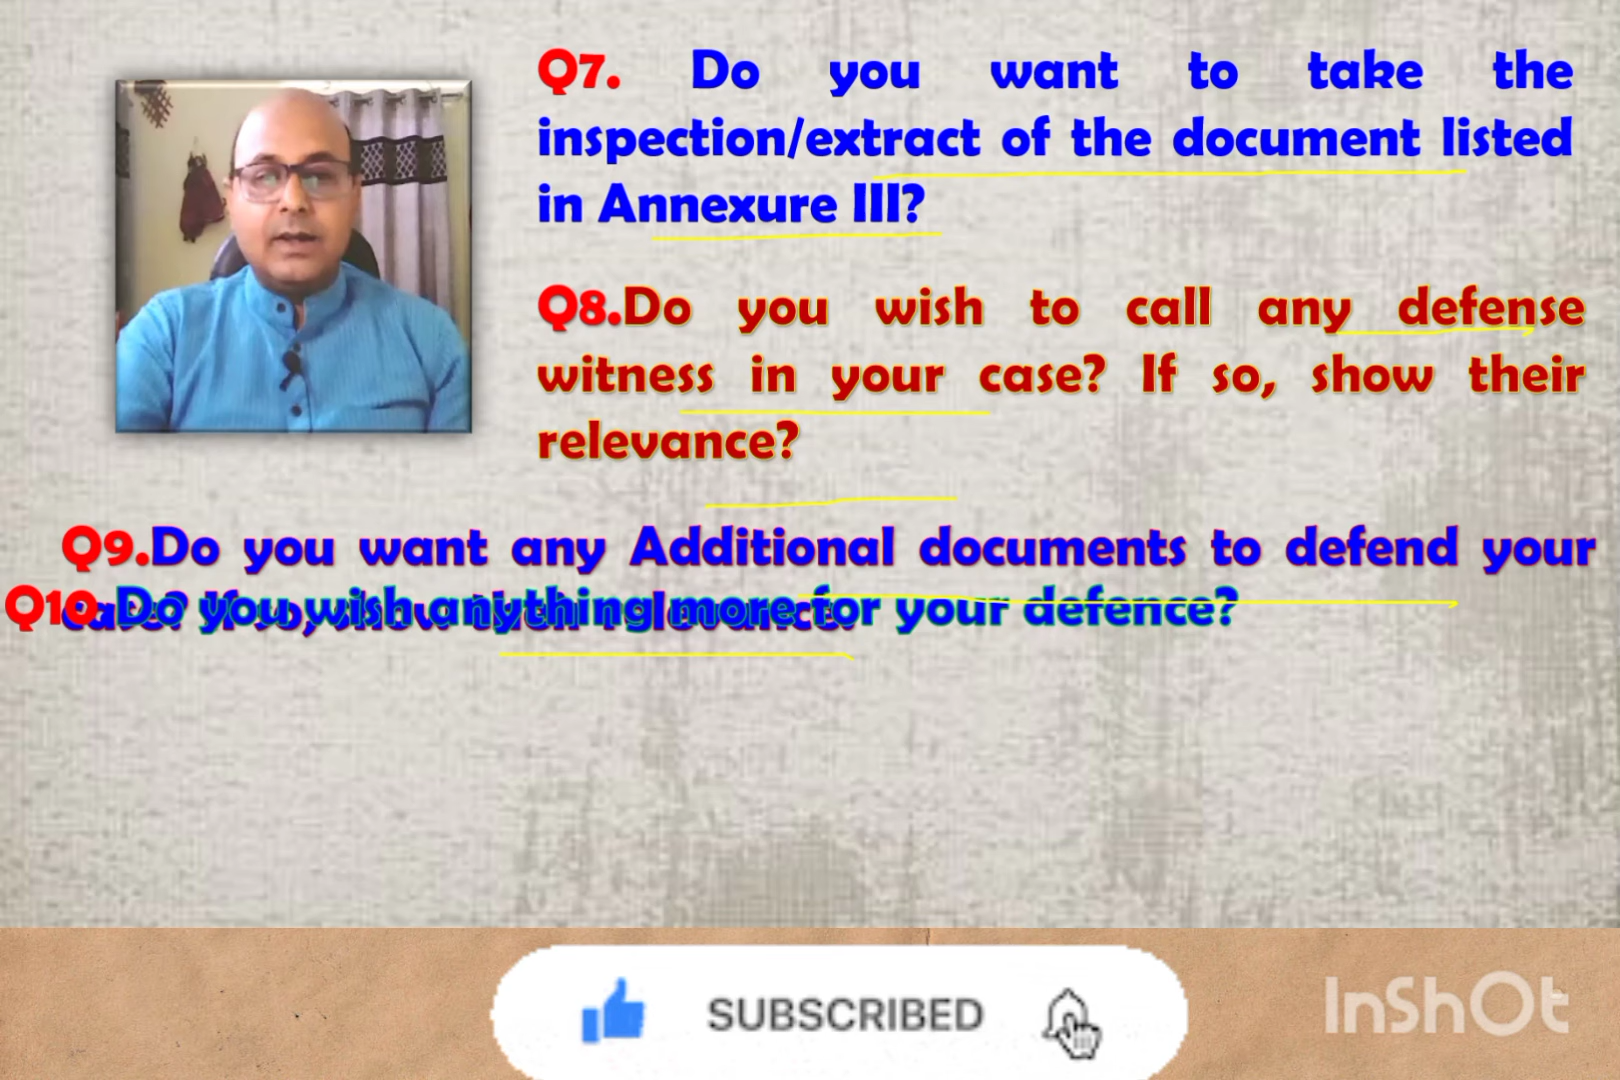 Q7. Do you want to take the
inspection/extract of the document listed
in Annexure III?
Q8.Do you wish to call any defense
witness in your case? If so, show their
relevance?
Q9.Do you want any Additional documents to defend your
Q10. Do you wish anything more for your defence?
SUBSCRIBED
InShOt